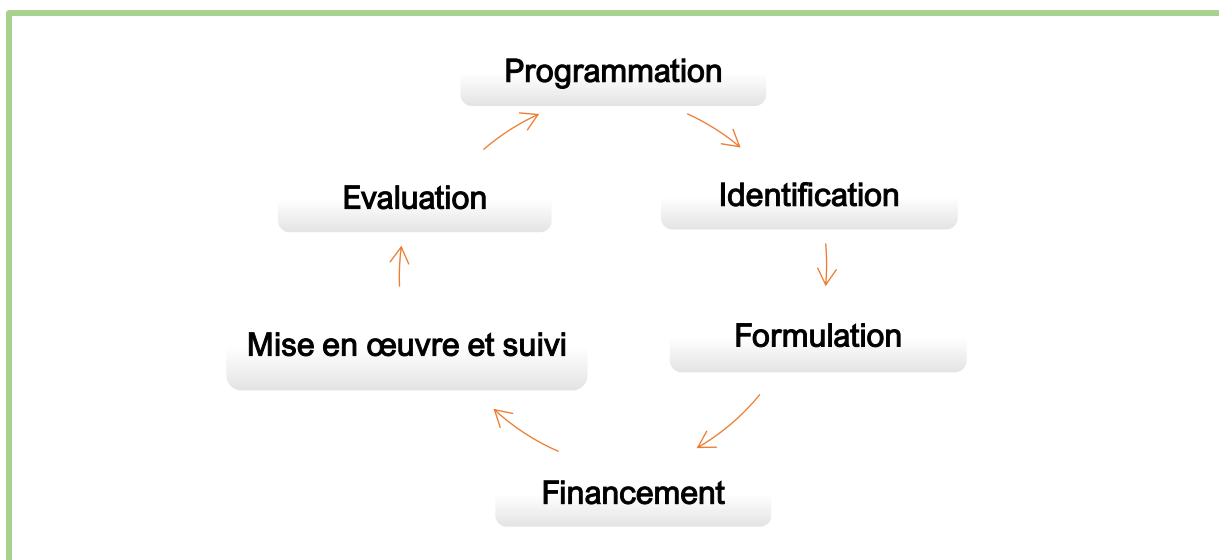 Programmation
Evaluation
Identification
Mise en œuvre et suivi
Formulation
Financement